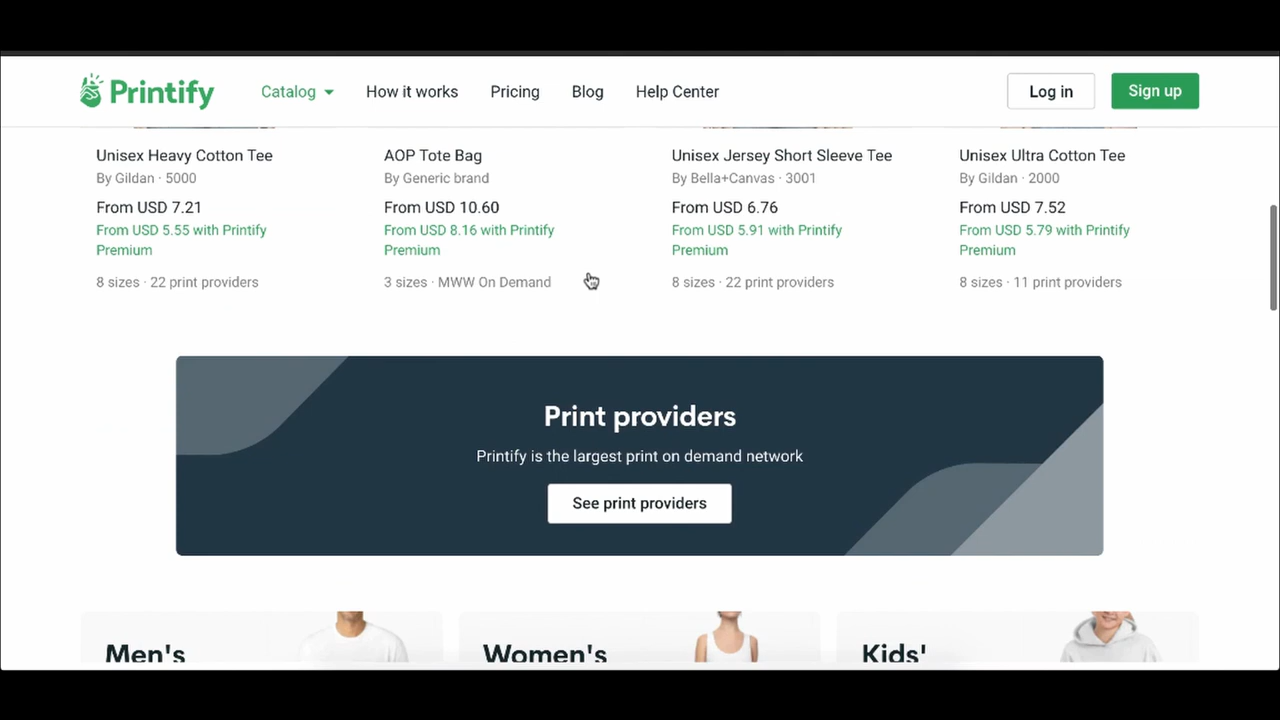 Printify
Catalog
How it works
Pricing
Blog
Help Center
Log in
Sign up
Unisex Heavy Cotton Tee
By Gildan · 5000
From USD 7.21
From USD 5.55 with Printify
Premium
8 sizes · 22 print providers
AOP Tote Bag
By Generic brand
From USD 10.60
From USD 8.16 with Printify
Premium
3 sizes · MWW On Demand
Unisex Jersey Short Sleeve Tee
By Bella+Canvas · 3001
From USD 6.76
From USD 5.91 with Printify
Premium
8 sizes · 22 print providers
Unisex Ultra Cotton Tee
By Gildan · 2000
From USD 7.52
From USD 5.79 with Printify
Premium
8 sizes · 11 print providers
Print providers
Printify is the largest print on demand network
See print providers
Men's
Women's
Kids'